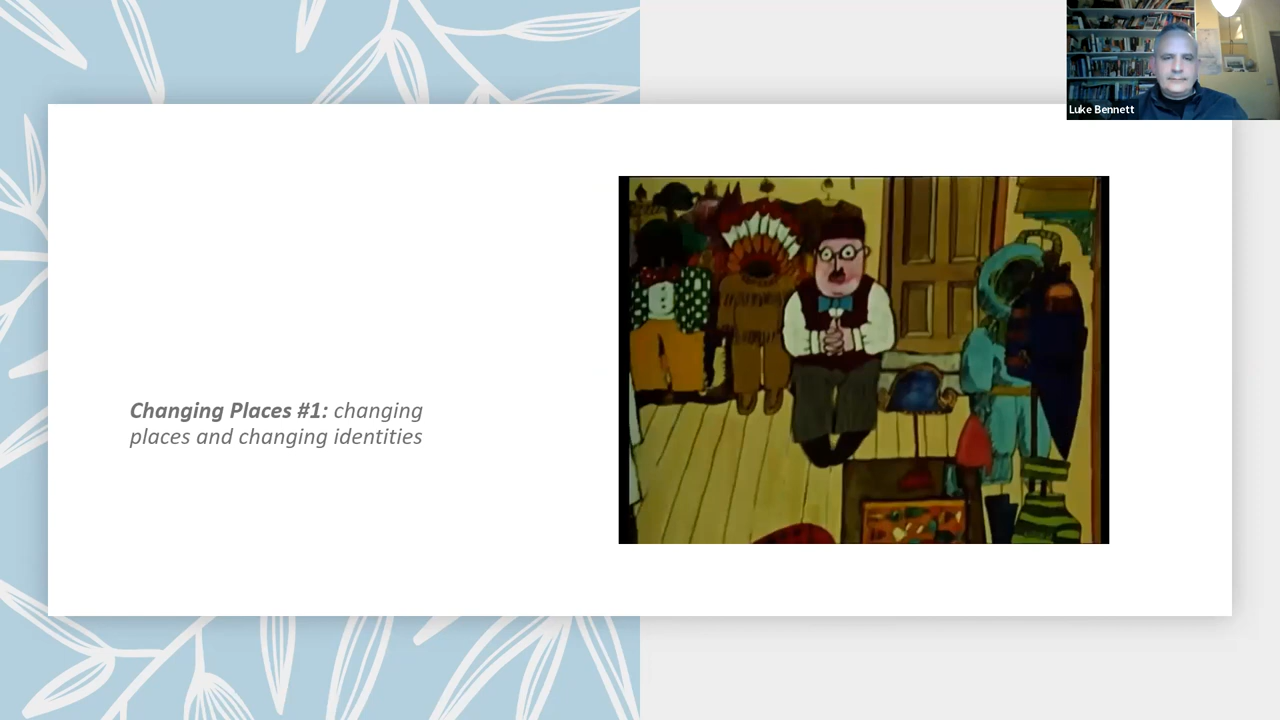 Luke Bennett
Changing Places #1: changing
places and changing identities